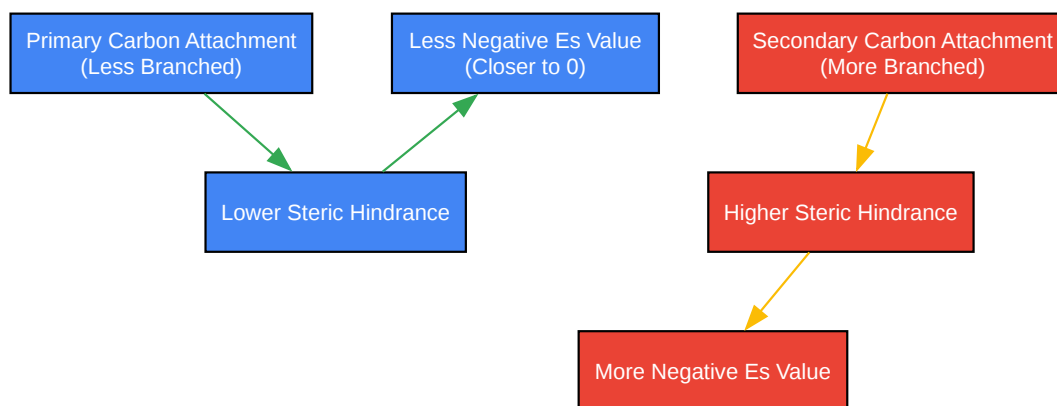 Primary Carbon Attachment
(Less Branched)
Less Negative Es Value
(Closer to 0)
Secondary Carbon Attachment
(More Branched)
Lower Steric Hindrance
Higher Steric Hindrance
More Negative Es Value